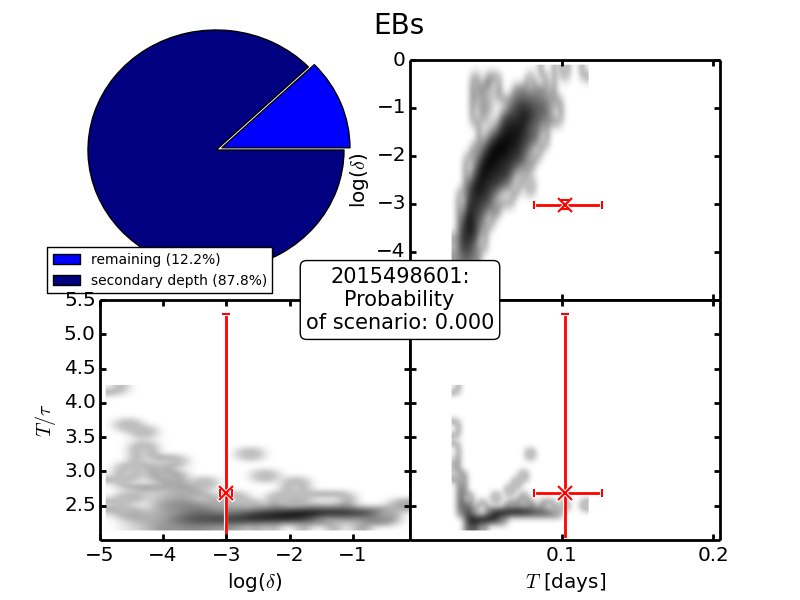 EBs
0
−1
−2
−3
−4
log(δ)
remaining (12.2%)
secondary depth (87.8%)
2015498601:
Probability
of scenario: 0.000
5.5
5.0
4.5
4.0
3.5
3.0
2.5
T/τ
−5 −4 −3 −2 −1
log(δ)
0.1 0.2
T [days]